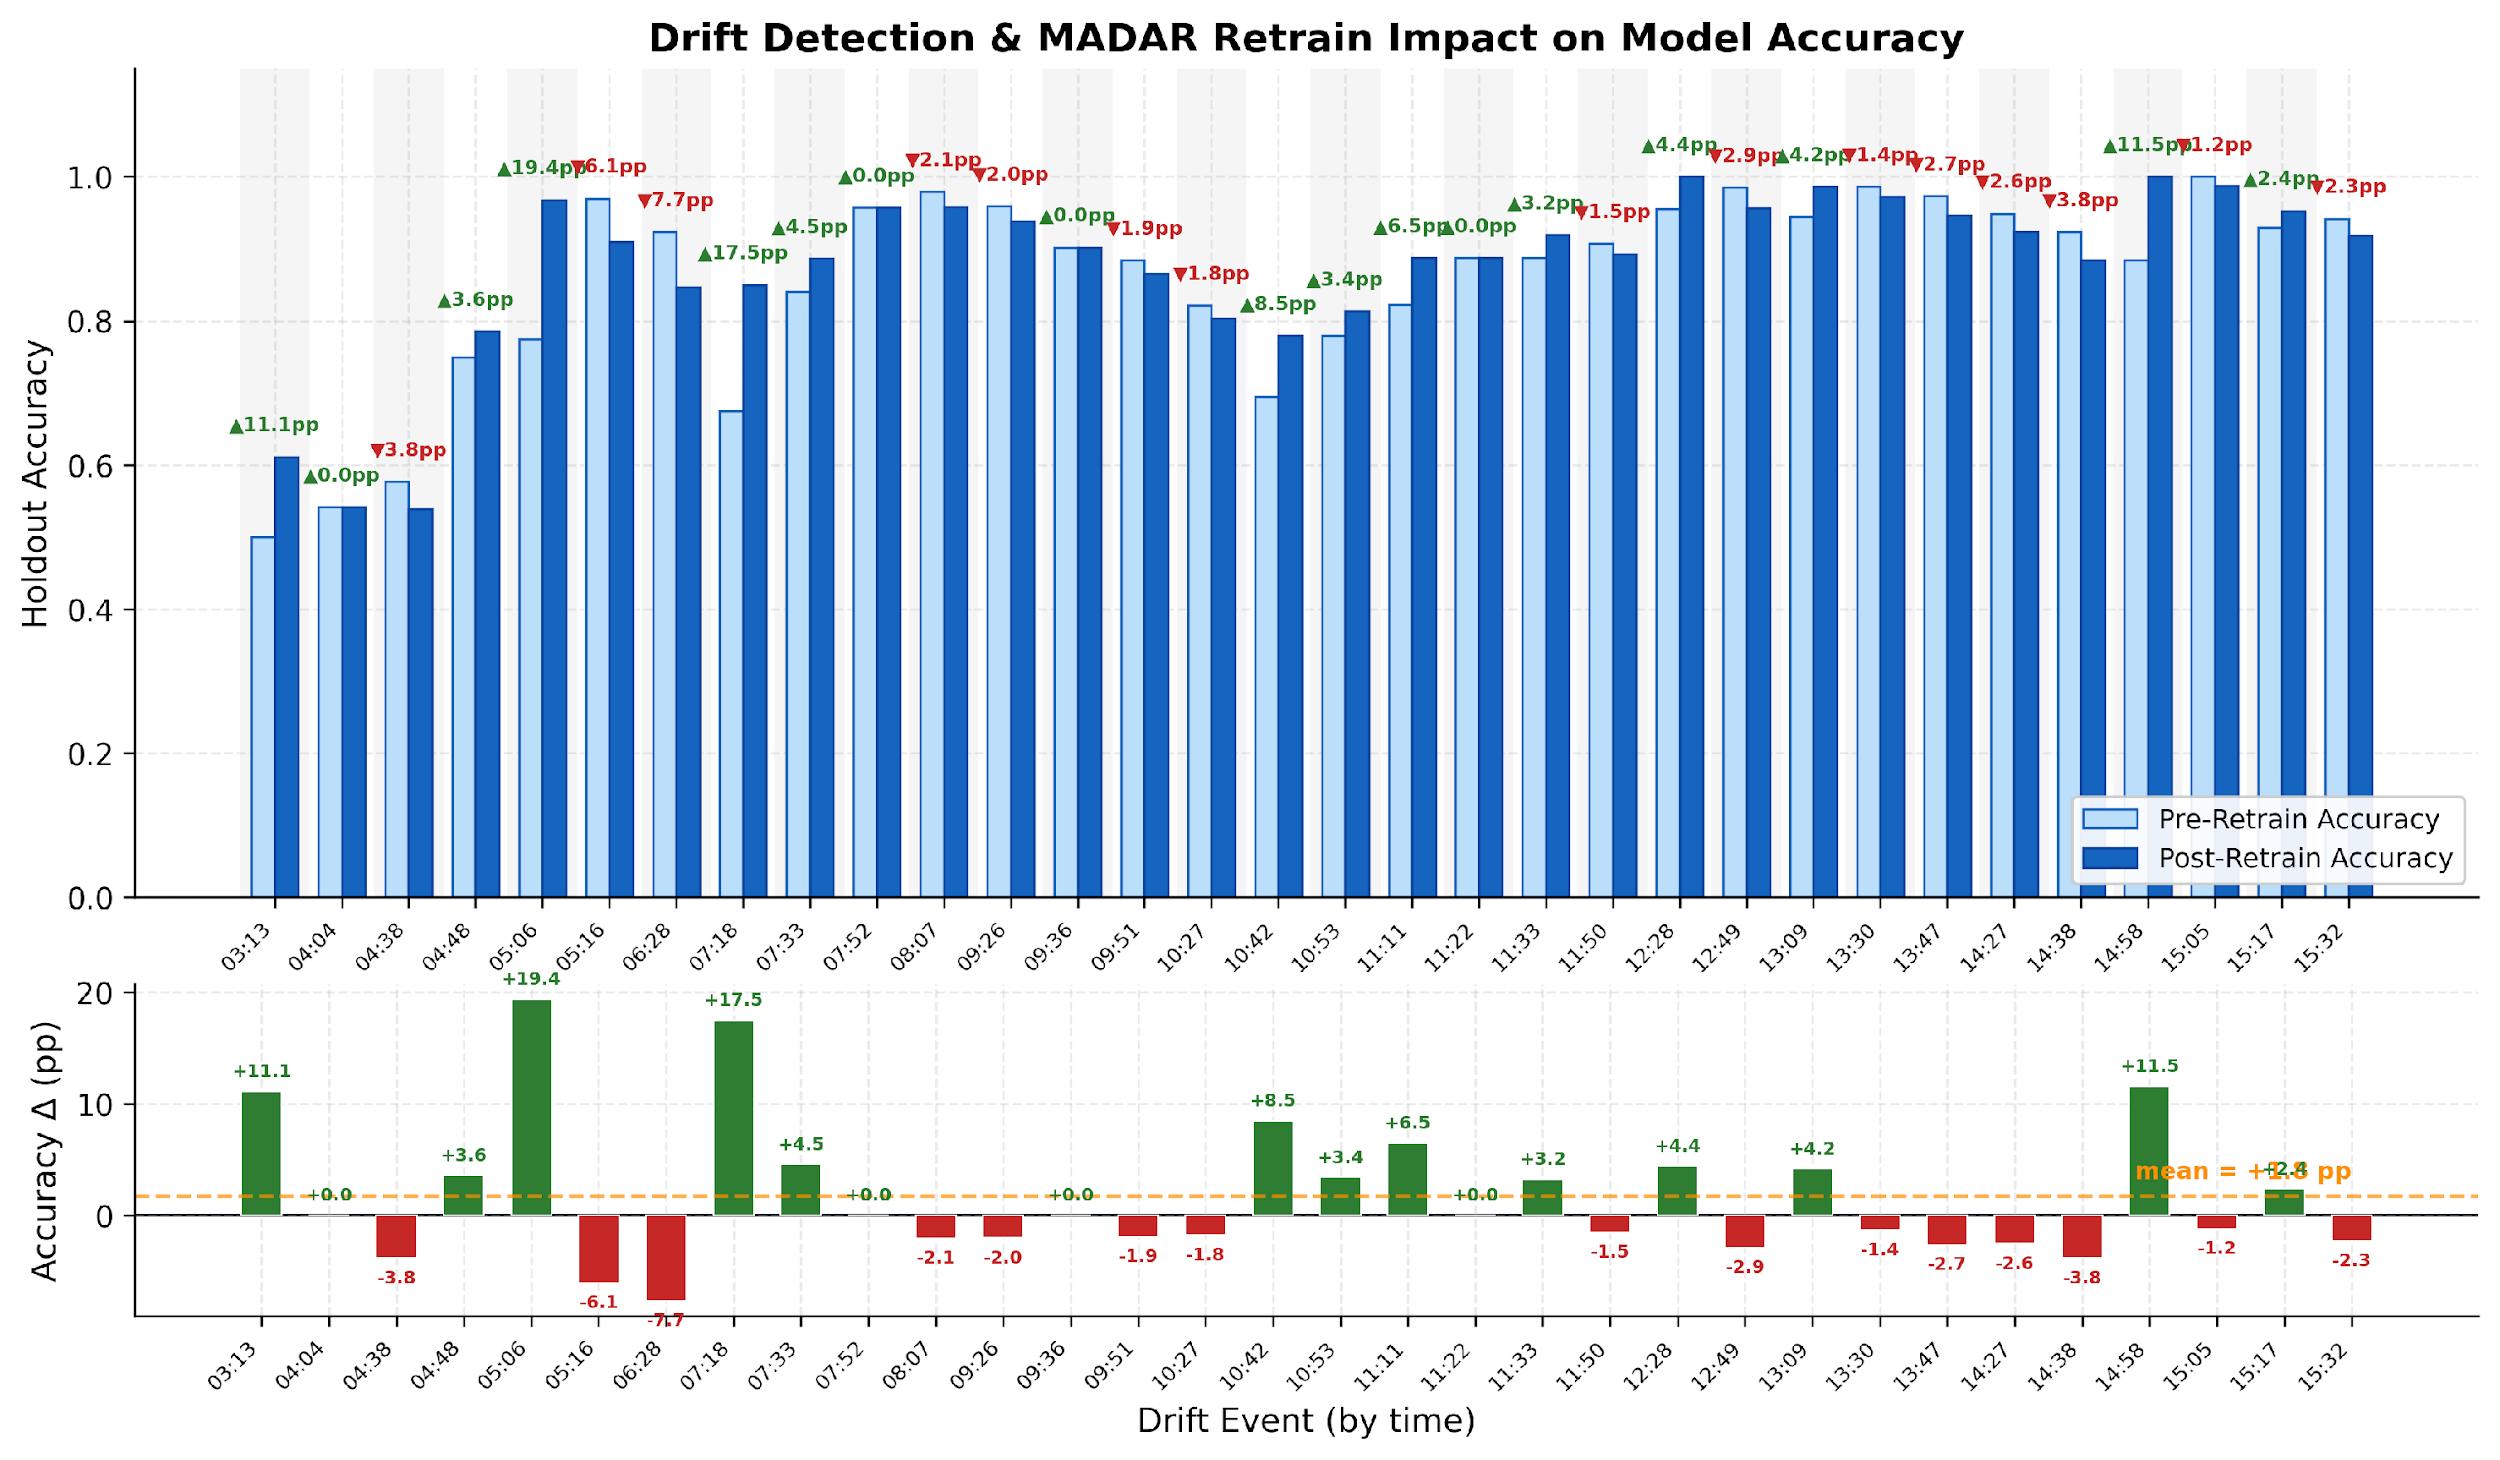 Drift Detection & MADAR Retrain Impact on Model Accuracy
Holdout Accuracy
1.0
0.8
0.6
0.4
0.2
0.0
▲11.1pp
▲0.0pp
▼3.8pp
▲3.6pp
▲19.4pp
▼6.1pp
▼7.7pp
▲17.5pp
▲4.5pp
▲0.0pp
▼2.1pp
▼2.0pp
▲0.0pp
▼1.9pp
▼1.8pp
▲8.5pp
▲3.4pp
▲6.5pp
▲0.0pp
▲3.2pp
▼1.5pp
▲4.4pp
▼2.9pp
▲4.2pp
▼1.4pp
▼2.7pp
▼2.6pp
▼3.8pp
▲11.5pp
▼1.2pp
▲2.4pp
▼2.3pp
Pre-Retrain Accuracy
Post-Retrain Accuracy
03:13 04:04 04:38 04:48 05:06 05:16 06:28 07:18 07:33 07:52 08:07 09:26 09:36 09:51 10:27 10:42 10:53 11:11 11:22 11:33 11:50 12:28 12:49 13:09 13:30 13:47 14:27 14:38 14:58 15:05 15:17 15:32
Accuracy Δ (pp)
20
10
0
+11.1
+0.0
-3.8
+3.6
+19.4
-6.1
-7.7
+17.5
+4.5
+0.0
-2.1
-2.0
+0.0
-1.9
-1.8
+8.5
+3.4
+6.5
+0.0
+3.2
-1.5
+4.4
-2.9
+4.2
-1.4
-2.7
-2.6
-3.8
+11.5
-1.2
+2.4
-2.3
mean = +1.8 pp
03:13 04:04 04:38 04:48 05:06 05:16 06:28 07:18 07:33 07:52 08:07 09:26 09:36 09:51 10:27 10:42 10:53 11:11 11:22 11:33 11:50 12:28 12:49 13:09 13:30 13:47 14:27 14:38 14:58 15:05 15:17 15:32
Drift Event (by time)